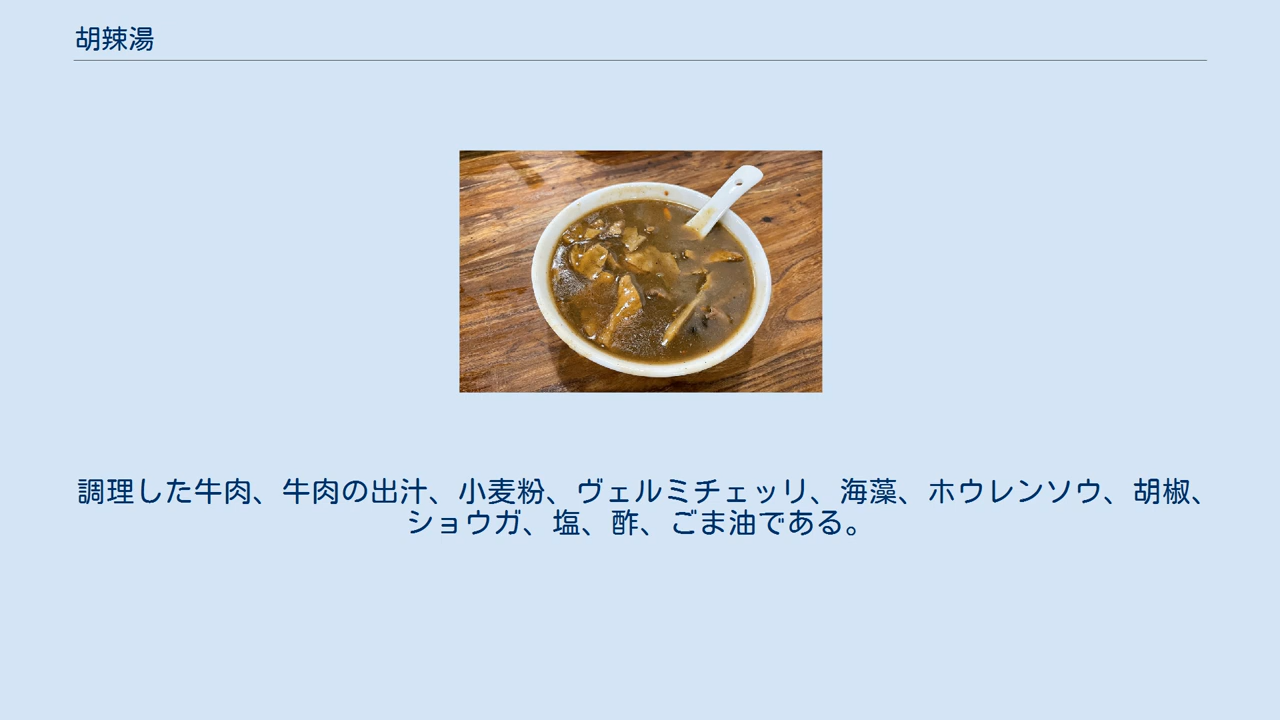 胡辣湯
調理した牛肉、牛肉の出汁、小麦粉、ヴェルミチェッリ、海藻、ホウレンソウ、胡椒、
ショウガ、塩、酢、ごま油である。